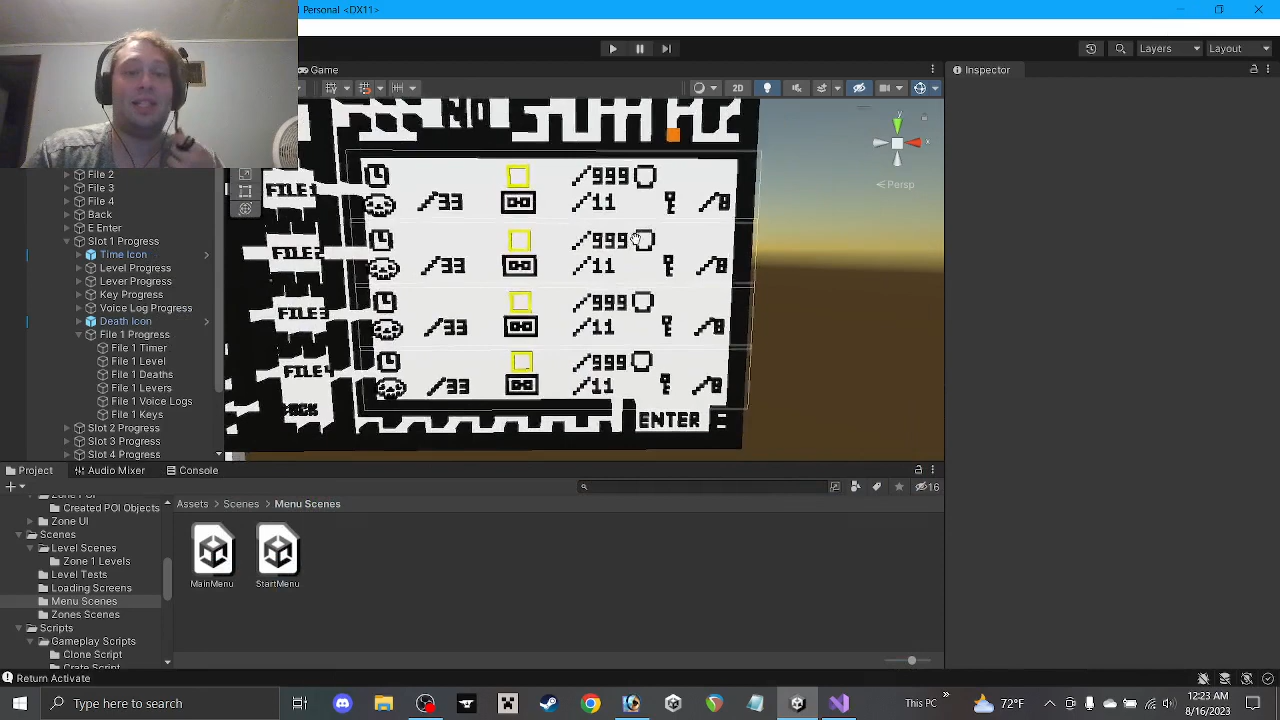 Personal <DX11>
Game
Layers
Layout
Inspector
2D
Persp
NO
File 2
File 3
File 4
Back
E Enter
Slot 1 Progress
Time Icon
Level Progress
Lever Progress
Key Progress
Voice Log Progress
Death Icon
File 1 Progress
File 1 Timer
File 1 Level
File 1 Deaths
File 1 Levers
File 1 Voice Logs
File 1 Keys
Slot 2 Progress
Slot 3 Progress
Slot 4 Progress
FILE1
/999
/33
/11
/8
FILE2
/999
/33
/11
/8
FILE3
/999
/33
/11
/8
FILE4
/999
/33
/11
/8
BACK
ENTER E
Project
Audio Mixer
Console
16
Created POI Objects
Zone UI
Scenes
Level Scenes
Zone 1 Levels
Level Tests
Loading Screens
Menu Scenes
Zones Scenes
Scripts
Gameplay Scripts
Crate Script
Assets > Scenes > Menu Scenes
MainMenu
StartMenu
Return Activate
Type here to search
This PC
72°F
12:23 AM
8/16/2023